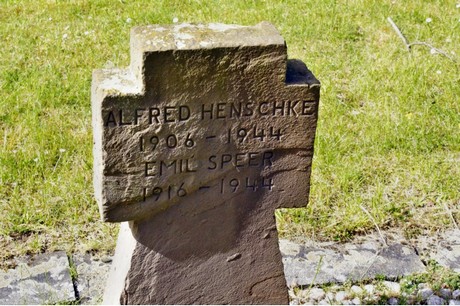 ALFRED HENSCHKE
1906 - 1944
EMIL SPEER
1916 - 1944